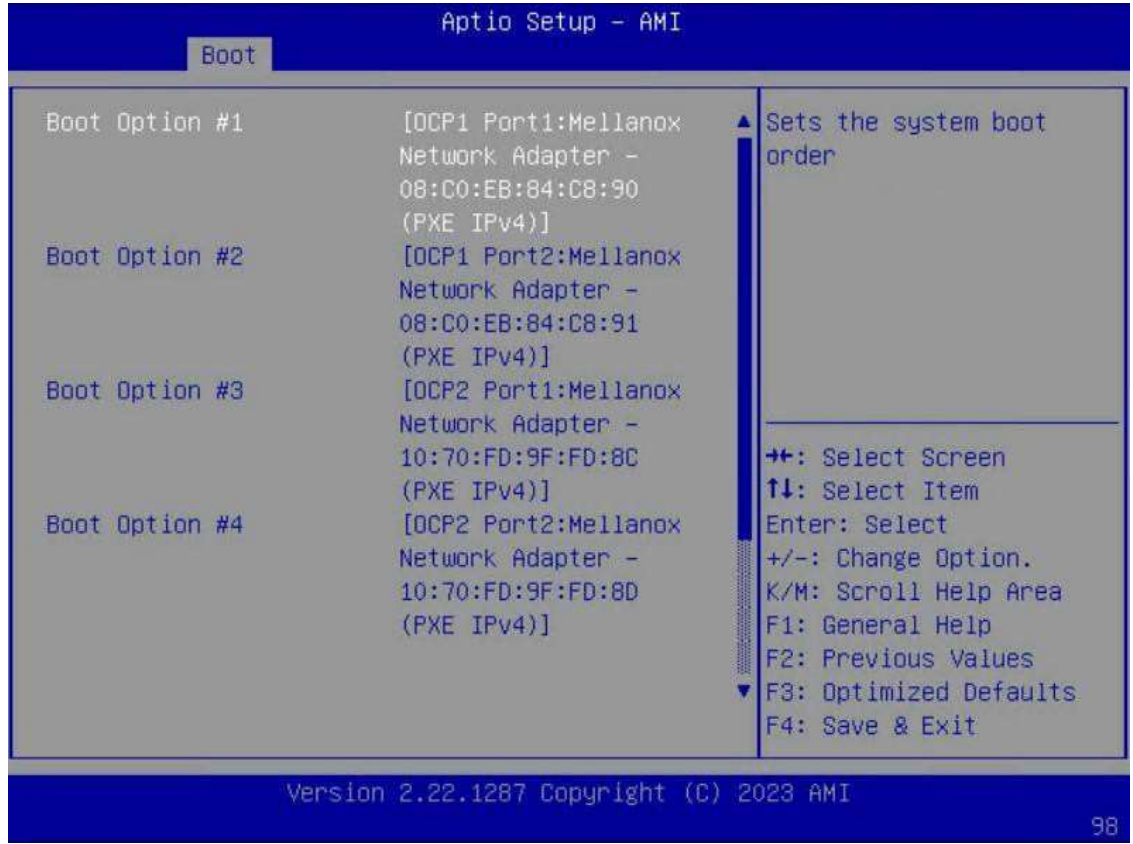 Aptio Setup – AMI
Boot
Boot Option #1 [OCP1 Port1:Mellanox
Network Adapter –
08:C0:EB:84:C8:90
(PXE IPv4)]
Boot Option #2 [OCP1 Port2:Mellanox
Network Adapter –
08:C0:EB:84:C8:91
(PXE IPv4)]
Boot Option #3 [OCP2 Port1:Mellanox
Network Adapter –
10:70:FD:9F:FD:8C
(PXE IPv4)]
Boot Option #4 [OCP2 Port2:Mellanox
Network Adapter –
10:70:FD:9F:FD:8D
(PXE IPv4)]
Sets the system boot
order
→←: Select Screen
↑↓: Select Item
Enter: Select
+/-: Change Option.
K/M: Scroll Help Area
F1: General Help
F2: Previous Values
F3: Optimized Defaults
F4: Save & Exit
Version 2.22.1287 Copyright (C) 2023 AMI
98